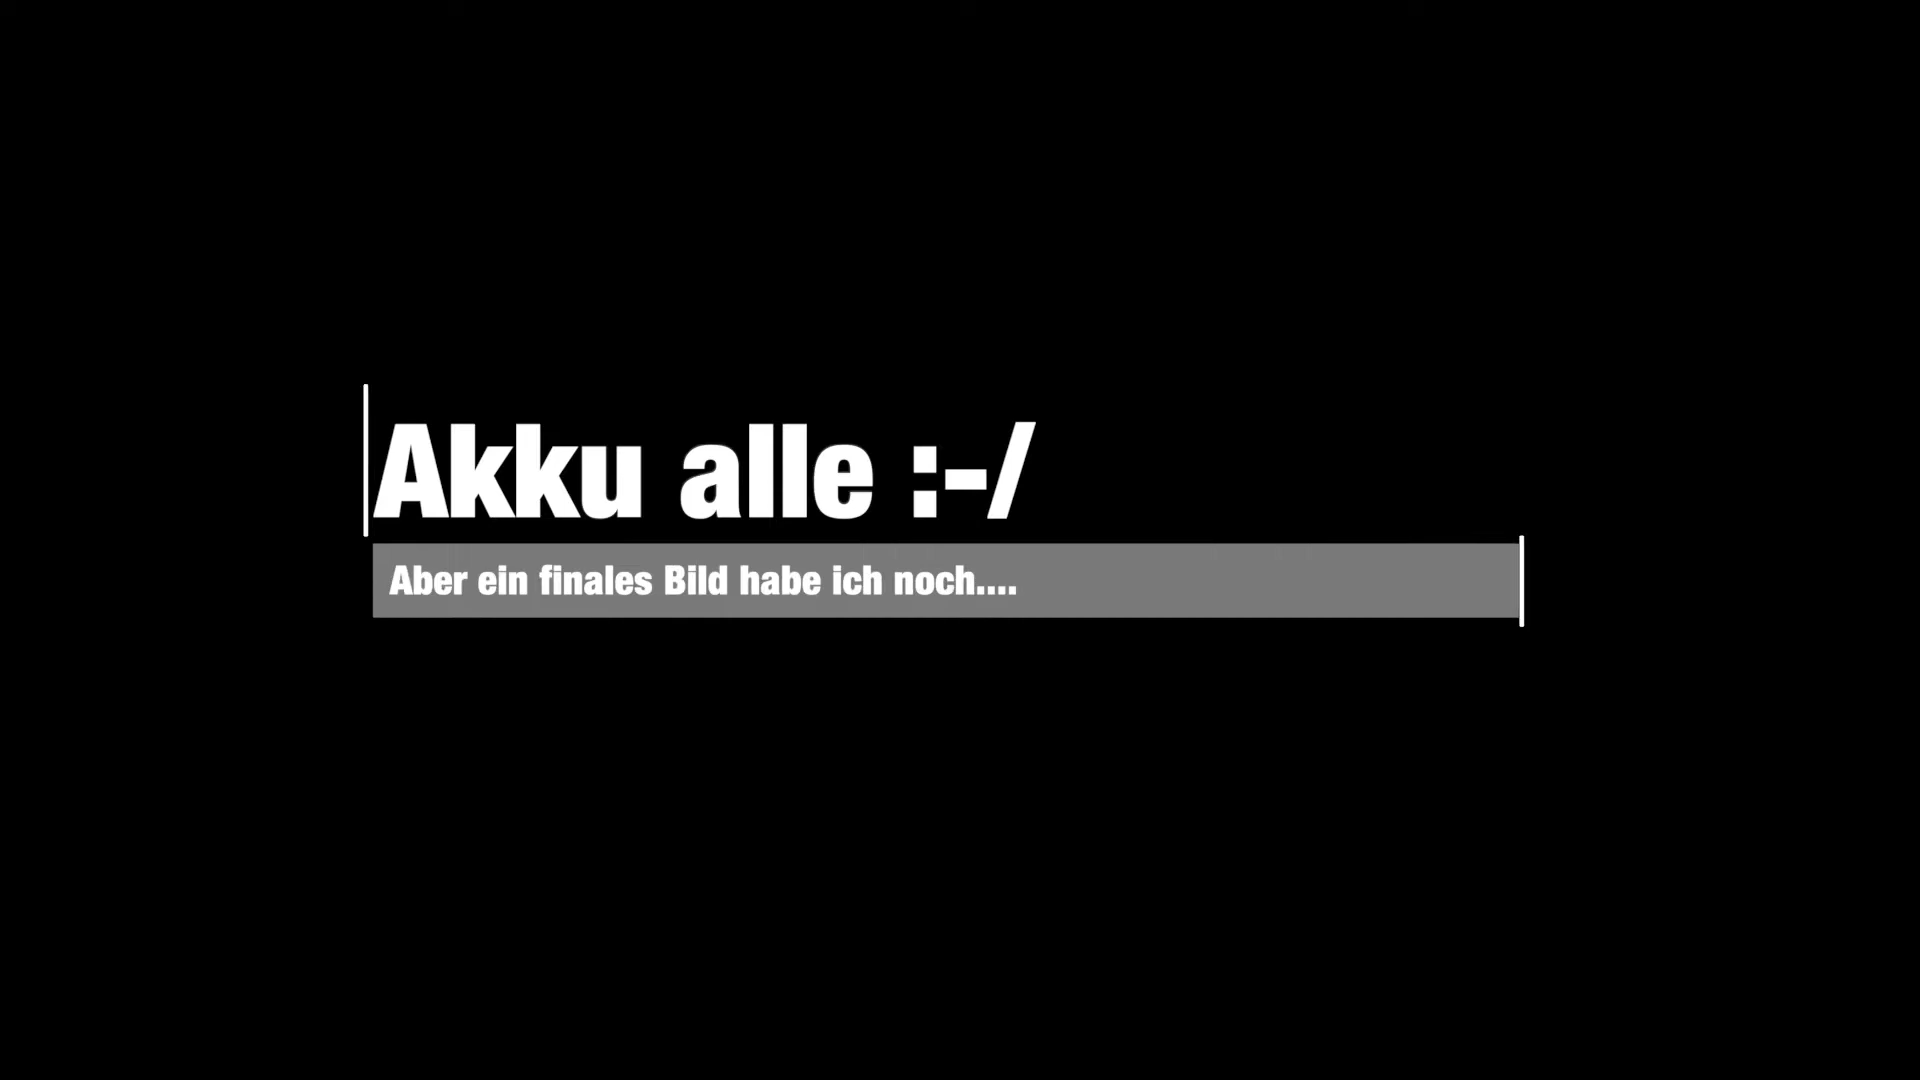 Akku alle :-/
Aber ein finales Bild habe ich noch....